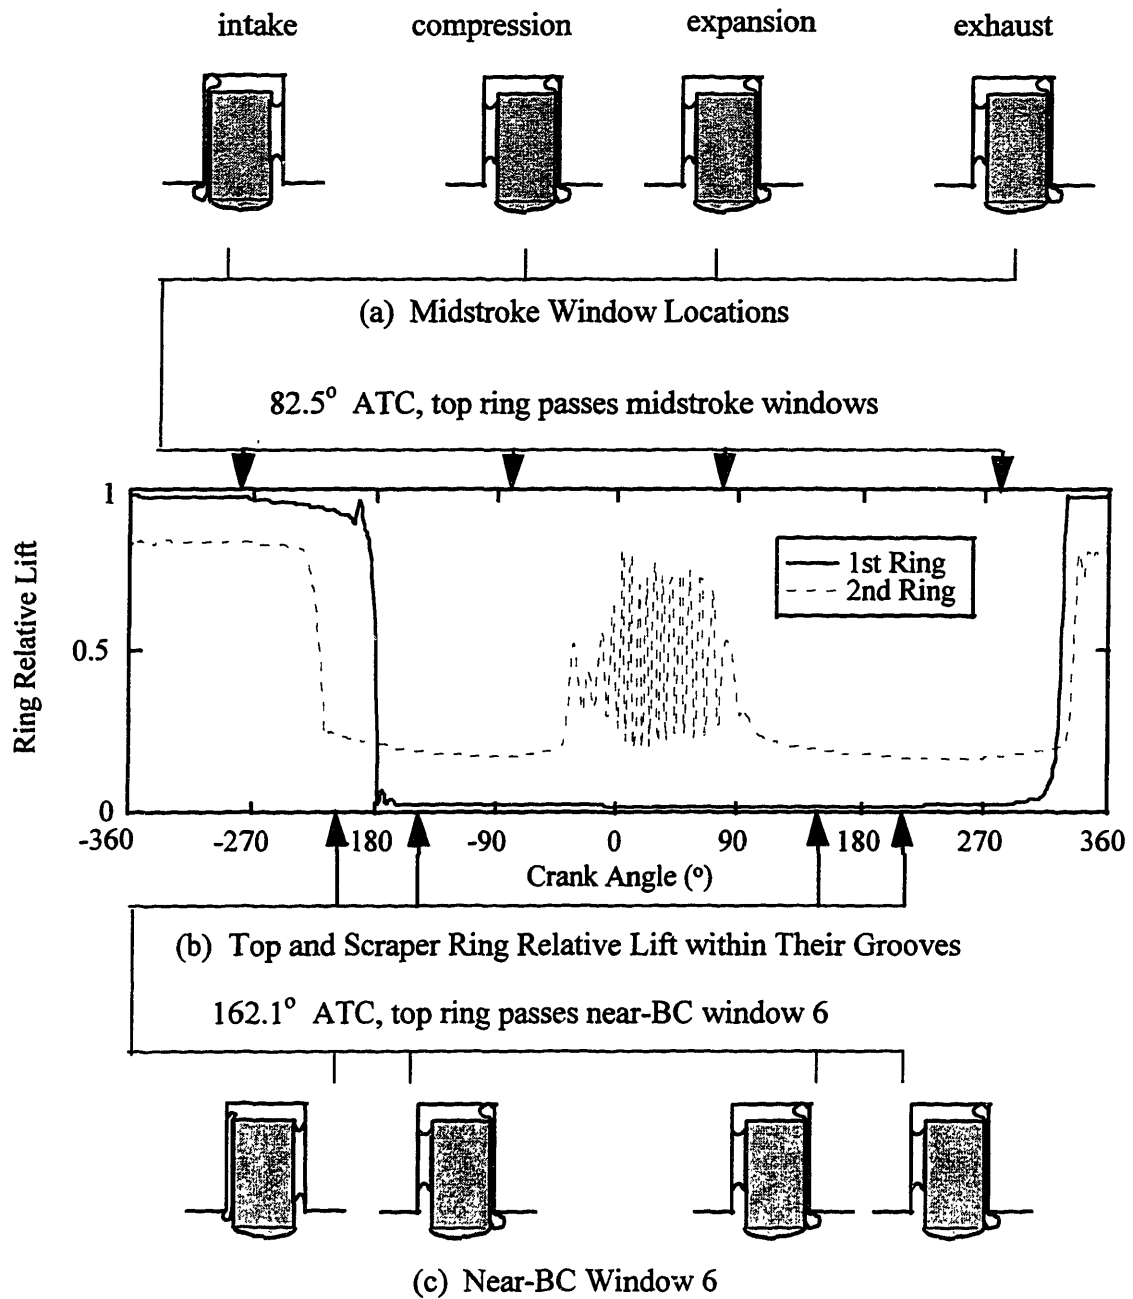 intake compression expansion exhaust
(a) Midstroke Window Locations
82.5° ATC, top ring passes midstroke windows
1
0.5
0
Ring Relative Lift
1st Ring
2nd Ring
-360 -270 -180 -90 0 90 180 270 360
Crank Angle (°)
(b) Top and Scraper Ring Relative Lift within Their Grooves
162.1° ATC, top ring passes near-BC window 6
(c) Near-BC Window 6